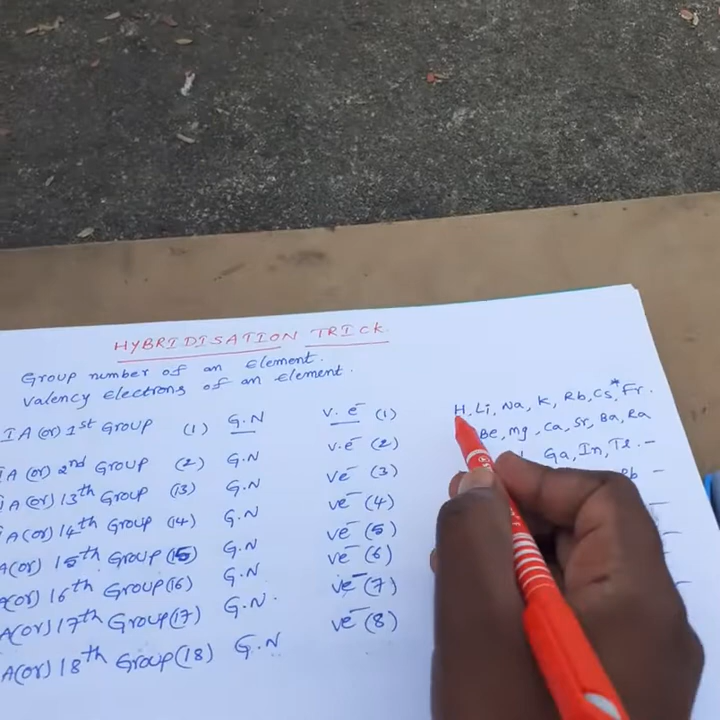 HYBRIDISATION TRICK.
Group number of an element.
valency electrons of an element.
IA (or) 1st Group (1) G.N v.e⁻ (1) H, Li, Na, K, Rb, Cs,* Fr.
A (or) 2nd Group (2) G.N v.e⁻ (2) Be, Mg, Ca, Sr, Ba, Ra
A (or) 13th Group (13) G.N ve⁻ (3) Ga, In, Tl. –
A (or) 14th Group (14) G.N ve⁻ (4) –
A (or) 15th Group (15) G.N ve⁻ (5)
A (or) 16th Group (16) G.N ve⁻ (6)
A (or) 17th Group (17) G.N. ve⁻ (7)
A (or) 18th Group (18) G.N ve⁻ (8)